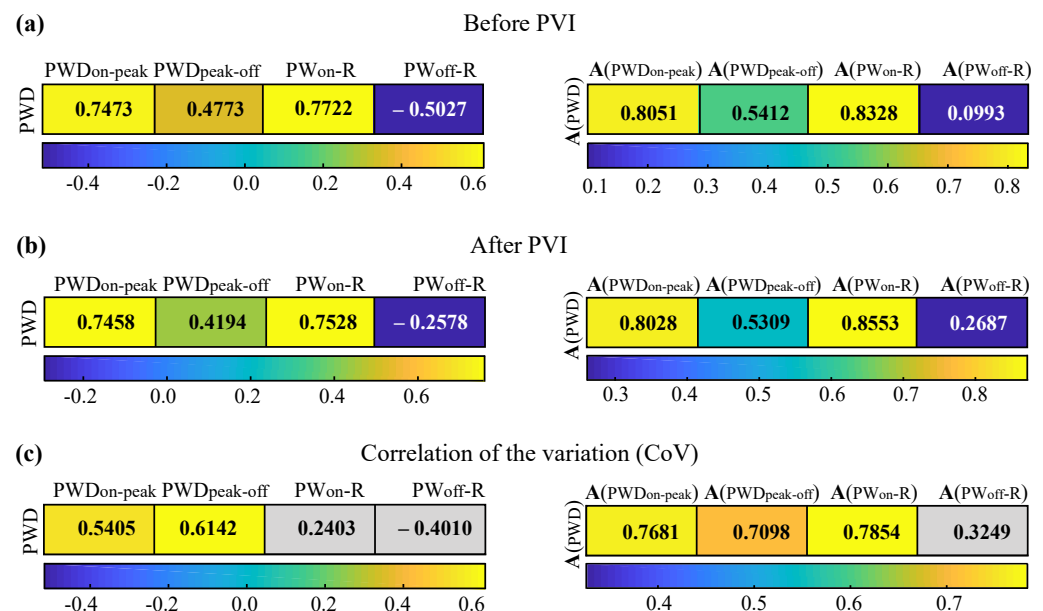 (a) Before PVI
PWDon-peak PWDpeak-off PWon-R PWoff-R
PWD 0.7473 0.4773 0.7722 – 0.5027
-0.4 -0.2 0.0 0.2 0.4 0.6
A(PWDon-peak) A(PWDpeak-off) A(PWon-R) A(PWoff-R)
A(PWD) 0.8051 0.5412 0.8328 0.0993
0.1 0.2 0.3 0.4 0.5 0.6 0.7 0.8
(b) After PVI
PWDon-peak PWDpeak-off PWon-R PWoff-R
PWD 0.7458 0.4194 0.7528 – 0.2578
-0.2 0.0 0.2 0.4 0.6
A(PWDon-peak) A(PWDpeak-off) A(PWon-R) A(PWoff-R)
A(PWD) 0.8028 0.5309 0.8553 0.2687
0.3 0.4 0.5 0.6 0.7 0.8
(c) Correlation of the variation (CoV)
PWDon-peak PWDpeak-off PWon-R PWoff-R
PWD 0.5405 0.6142 0.2403 – 0.4010
-0.4 -0.2 0.0 0.2 0.4 0.6
A(PWDon-peak) A(PWDpeak-off) A(PWon-R) A(PWoff-R)
A(PWD) 0.7681 0.7098 0.7854 0.3249
0.4 0.5 0.6 0.7